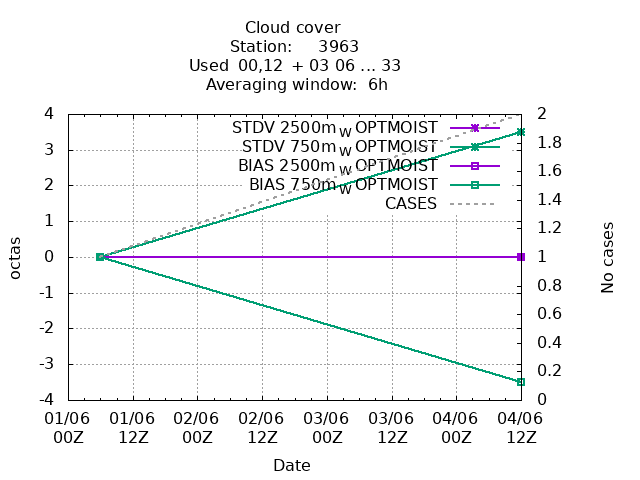 Cloud cover
Station: 3963
Used 00,12 + 03 06 ... 33
Averaging window: 6h
STDV 2500m_W OPTMOIST
STDV 750m_W OPTMOIST
BIAS 2500m_W OPTMOIST
BIAS 750m_W OPTMOIST
CASES
4
3
2
1
0
-1
-2
-3
-4
octas
2
1.8
1.6
1.4
1.2
1
0.8
0.6
0.4
0.2
0
No cases
01/06 01/06 02/06 02/06 03/06 03/06 04/06 04/06
00Z 12Z 00Z 12Z 00Z 12Z 00Z 12Z
Date